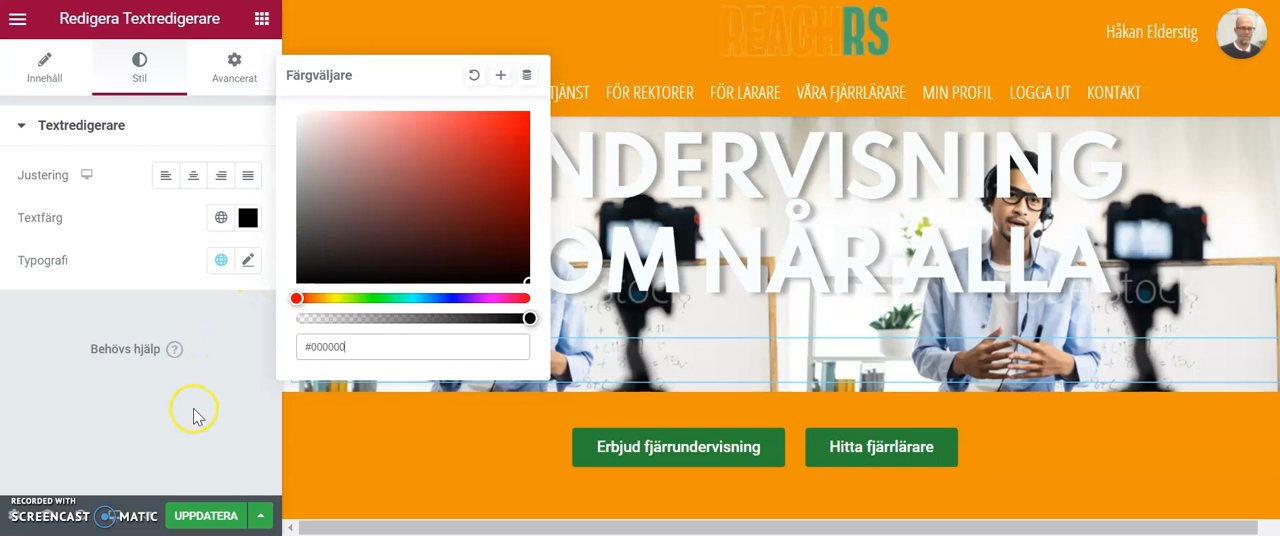 Redigera Textredigerare
Innehåll
Stil
Avancerat
Textredigerare
Justering
Textfärg
Typografi
Behövs hjälp ?
RECORDED WITH
SCREENCAST MATIC
UPPDATERA
Färgväljare
#000000
REACHRS
Håkan Elderstig
TJÄNST FÖR REKTORER FÖR LÄRARE VÅRA FJÄRRLÄRARE MIN PROFIL LOGGA UT KONTAKT
NDERVISNING
OM NÅR ALLA
Erbjud fjärrundervisning
Hitta fjärrlärare